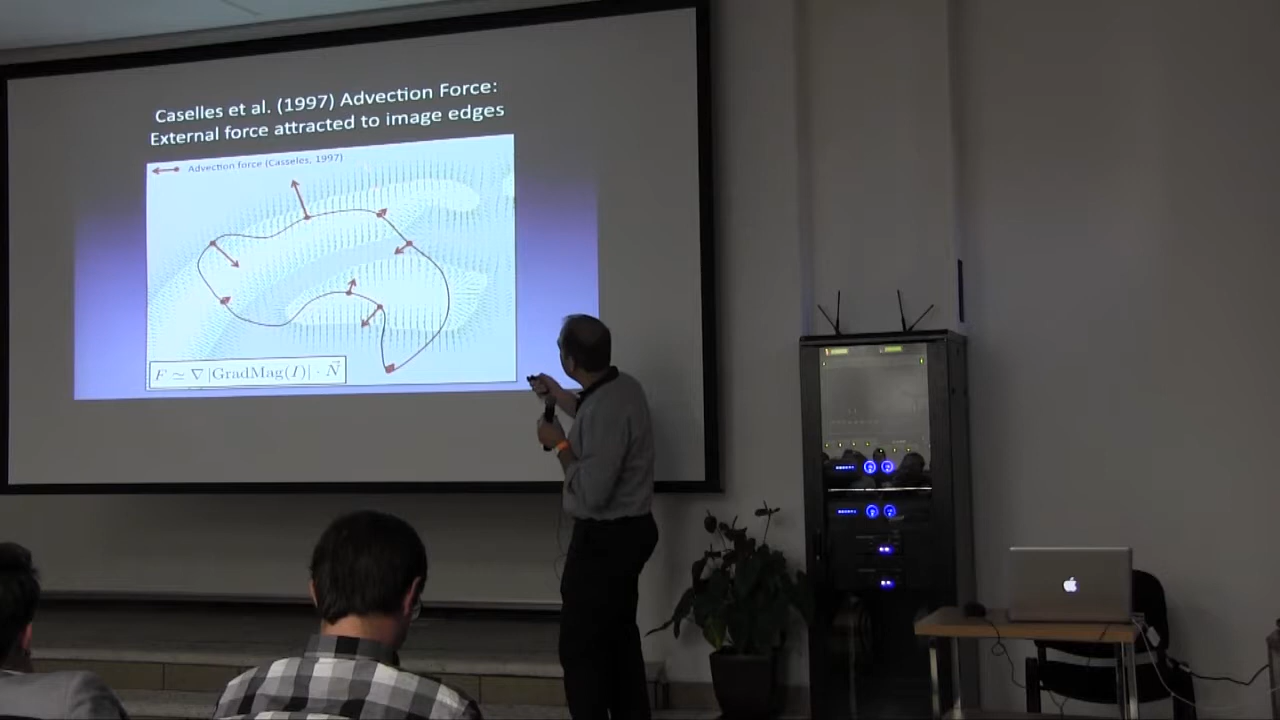 Caselles et al. (1997) Advection Force:
External force attracted to image edges
Advection force (Casseles, 1997)
F ≃ ∇ |GradMag(I)| · N⃗